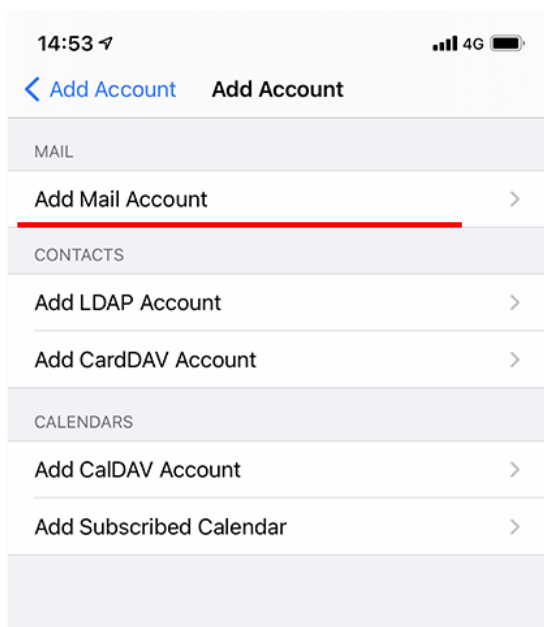 14:53 4G
Add Account Add Account
MAIL
Add Mail Account
CONTACTS
Add LDAP Account
Add CardDAV Account
CALENDARS
Add CalDAV Account
Add Subscribed Calendar